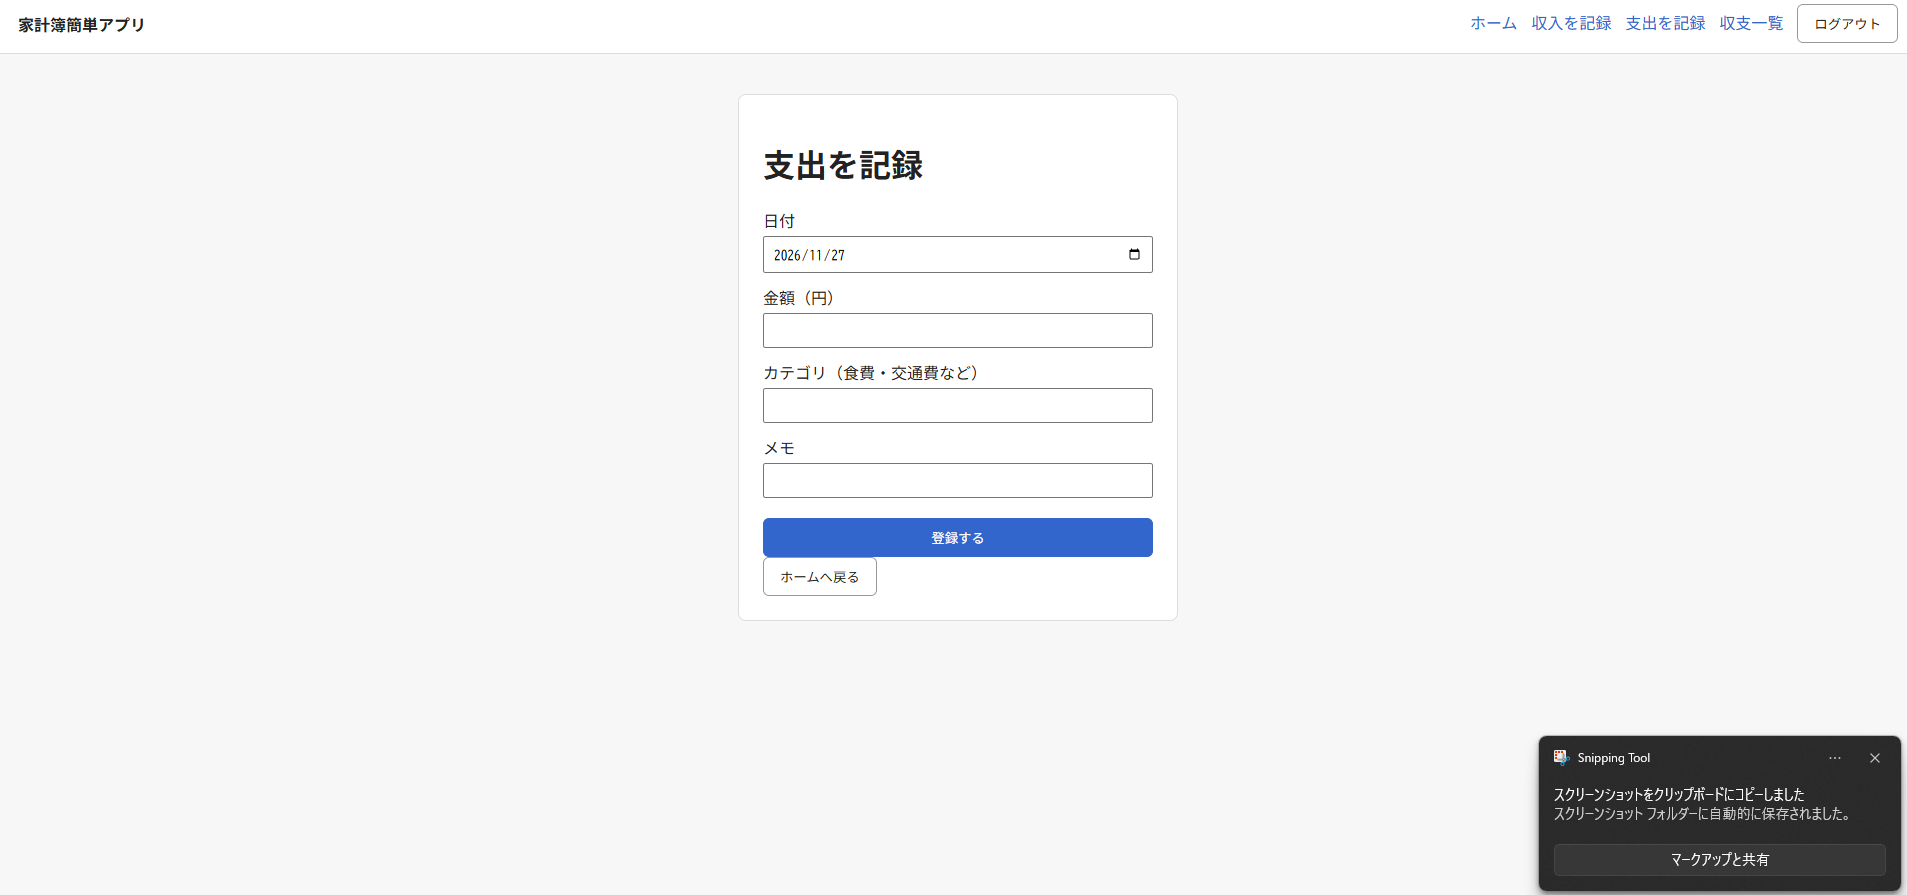 家計簿簡単アプリ
ホーム 収入を記録 支出を記録 収支一覧 ログアウト
支出を記録
日付
2026/11/27
金額（円）
カテゴリ（食費・交通費など）
メモ
登録する
ホームへ戻る
Snipping Tool
スクリーンショットをクリップボードにコピーしました
スクリーンショット フォルダーに自動的に保存されました。
マークアップと共有